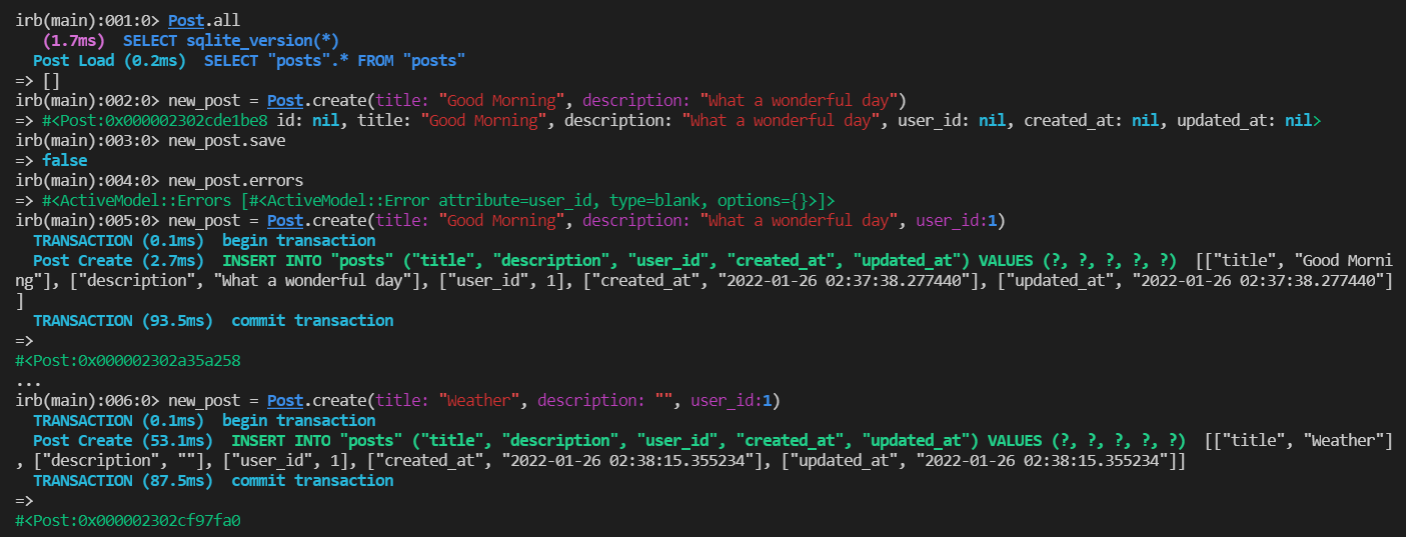 irb(main):001:0> Post.all
(1.7ms) SELECT sqlite_version(*)
Post Load (0.2ms) SELECT "posts".* FROM "posts"
=> []
irb(main):002:0> new_post = Post.create(title: "Good Morning", description: "What a wonderful day")
=> #<Post:0x000002302cde1be8 id: nil, title: "Good Morning", description: "What a wonderful day", user_id: nil, created_at: nil, updated_at: nil>
irb(main):003:0> new_post.save
=> false
irb(main):004:0> new_post.errors
=> #<ActiveModel::Errors [#<ActiveModel::Error attribute=user_id, type=blank, options={}>]>
irb(main):005:0> new_post = Post.create(title: "Good Morning", description: "What a wonderful day", user_id:1)
TRANSACTION (0.1ms) begin transaction
Post Create (2.7ms) INSERT INTO "posts" ("title", "description", "user_id", "created_at", "updated_at") VALUES (?, ?, ?, ?, ?) [["title", "Good Morni
ng"], ["description", "What a wonderful day"], ["user_id", 1], ["created_at", "2022-01-26 02:37:38.277440"], ["updated_at", "2022-01-26 02:37:38.277440"]
]
TRANSACTION (93.5ms) commit transaction
=>
#<Post:0x000002302a35a258
...
irb(main):006:0> new_post = Post.create(title: "Weather", description: "", user_id:1)
TRANSACTION (0.1ms) begin transaction
Post Create (53.1ms) INSERT INTO "posts" ("title", "description", "user_id", "created_at", "updated_at") VALUES (?, ?, ?, ?, ?) [["title", "Weather"]
, ["description", ""], ["user_id", 1], ["created_at", "2022-01-26 02:38:15.355234"], ["updated_at", "2022-01-26 02:38:15.355234"]]
TRANSACTION (87.5ms) commit transaction
=>
#<Post:0x000002302cf97fa0